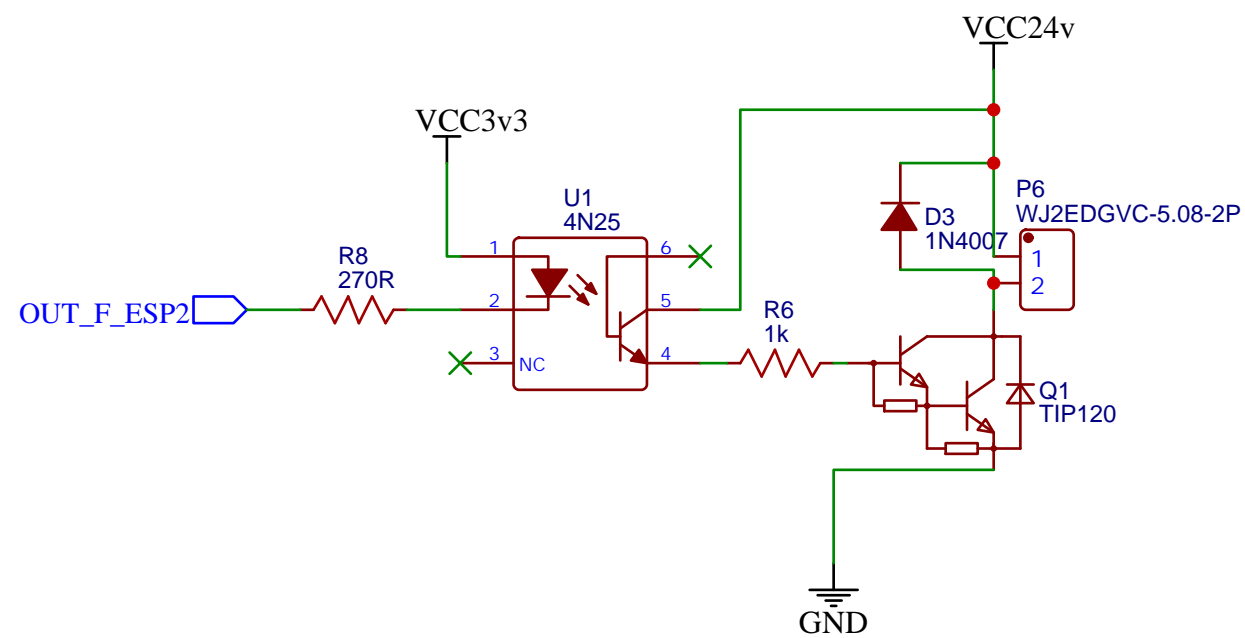 VCC24v
VCC3v3
P6
WJ2EDGVC-5.08-2P
U1
4N25
D3
1N4007
1
6
1
2
R8
270R
2
5
OUT_F_ESP2
R6
1k
3
NC
4
Q1
TIP120
GND